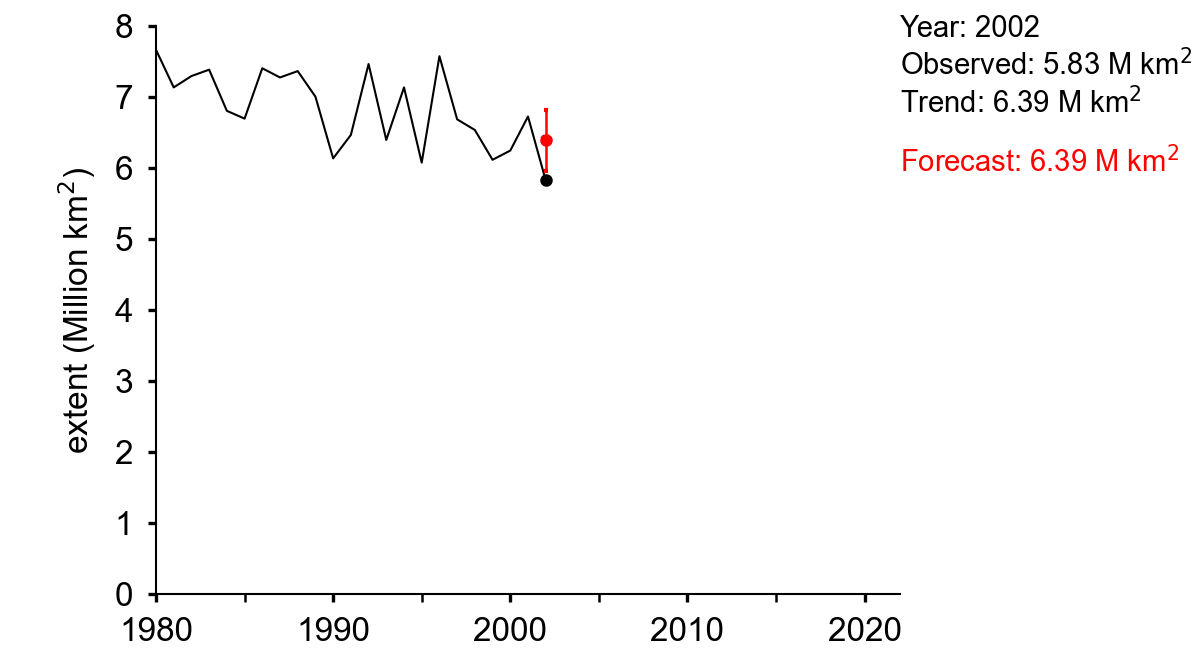 Year: 2002
Observed: 5.83 M km²
Trend: 6.39 M km²
Forecast: 6.39 M km²
extent (Million km²)
8
7
6
5
4
3
2
1
0
1980 1990 2000 2010 2020